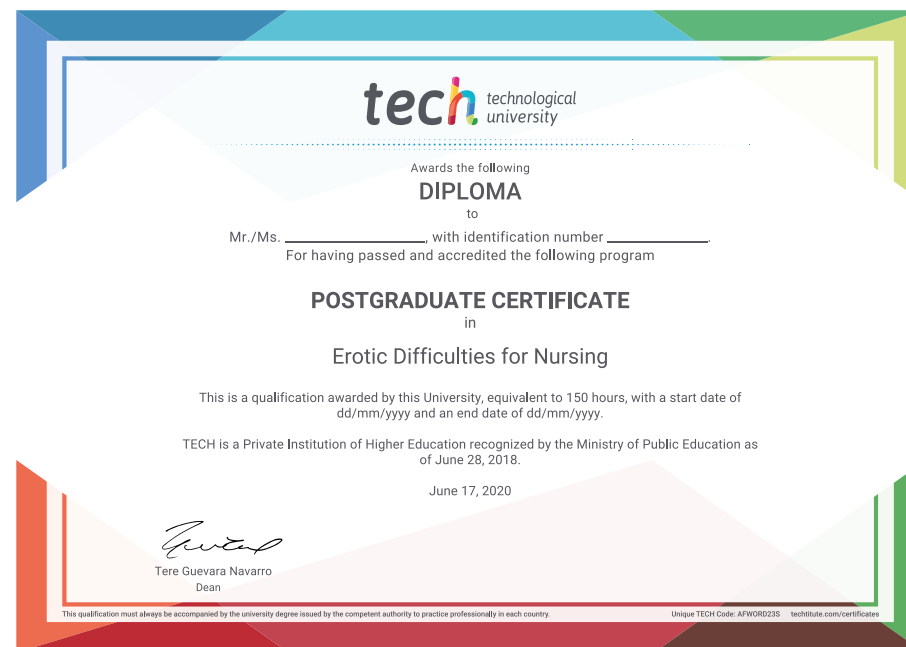 tech technological
university
Awards the following
DIPLOMA
to
Mr./Ms. ____________________, with identification number ______________.
For having passed and accredited the following program
POSTGRADUATE CERTIFICATE
in
Erotic Difficulties for Nursing
This is a qualification awarded by this University, equivalent to 150 hours, with a start date of
dd/mm/yyyy and an end date of dd/mm/yyyy.
TECH is a Private Institution of Higher Education recognized by the Ministry of Public Education as
of June 28, 2018.
June 17, 2020
Tere Guevara Navarro
Dean
This qualification must always be accompanied by the university degree issued by the competent authority to practice professionally in each country. Unique TECH Code: AFWORD23S techtitute.com/certificates